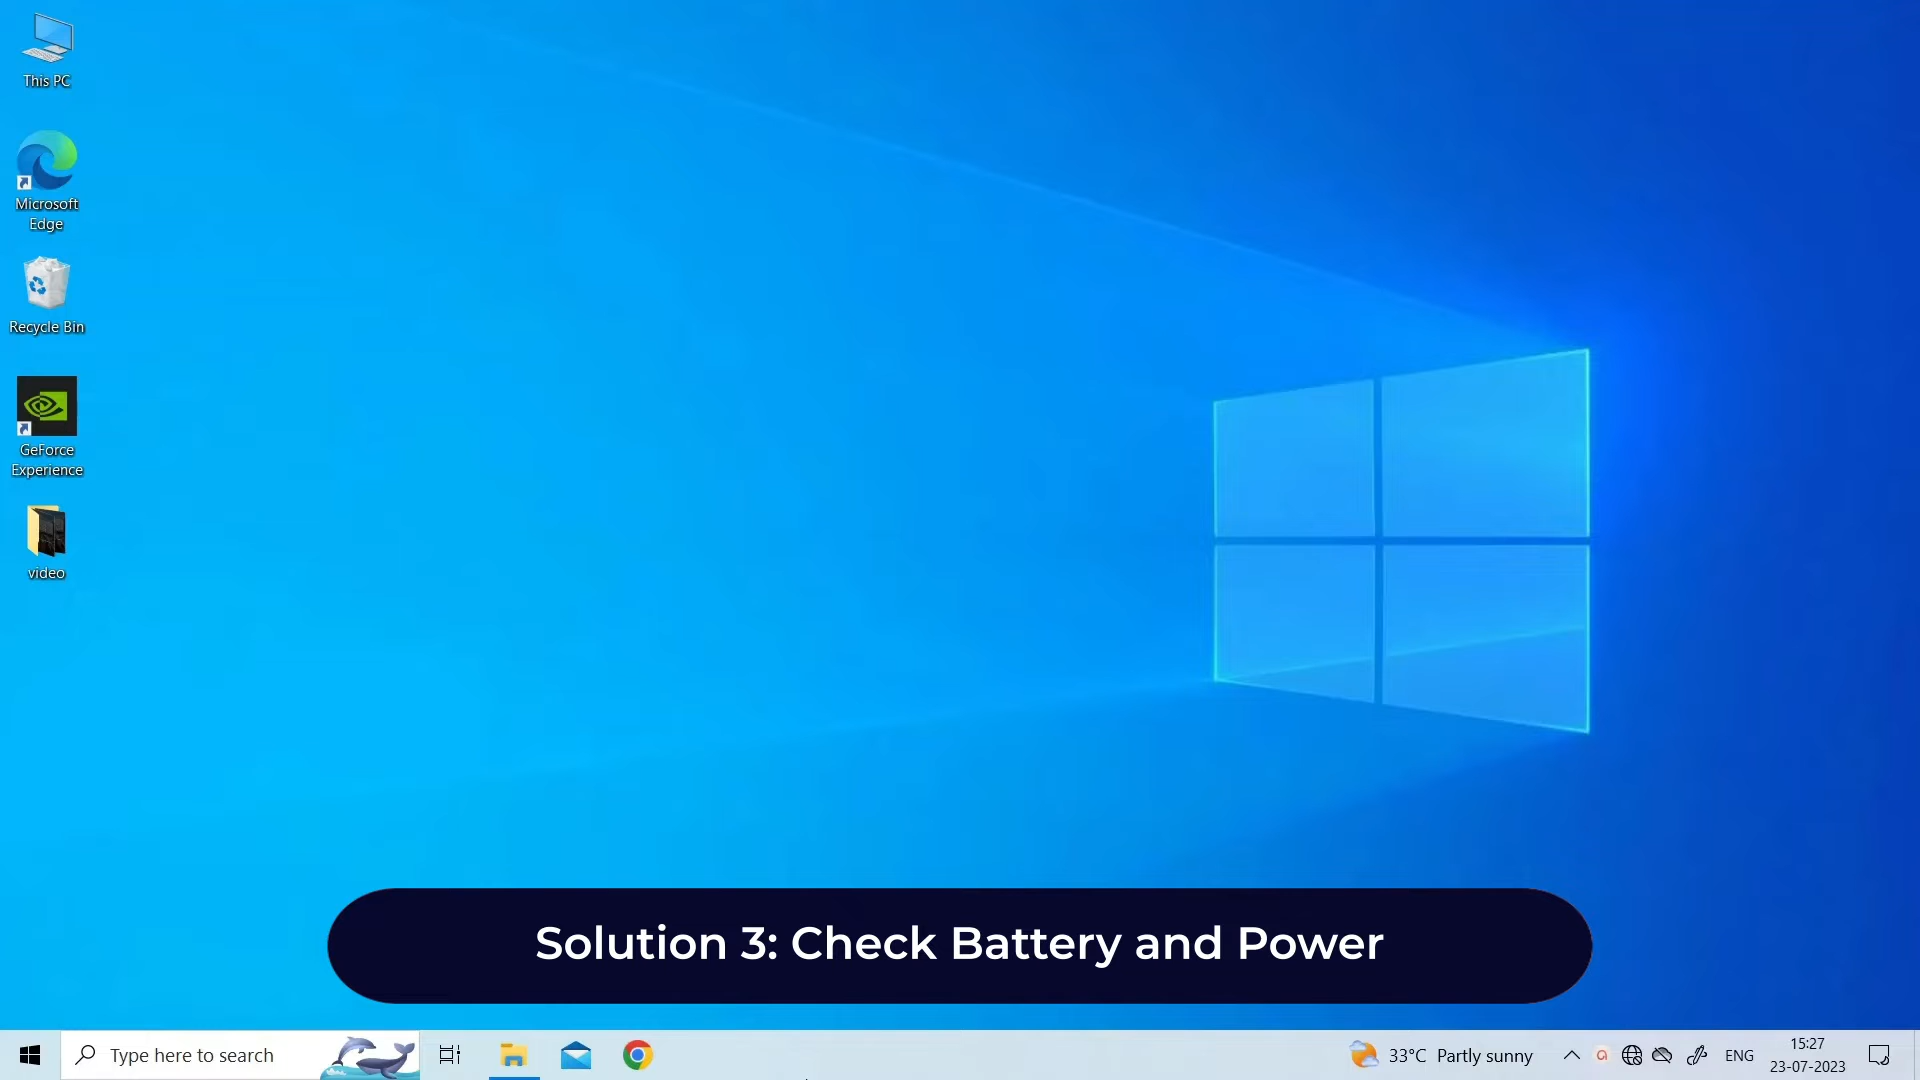 This PC
Microsoft
Edge
Recycle Bin
GeForce
Experience
video
Solution 3: Check Battery and Power
Type here to search
33°C Partly sunny
ENG
15:27
23-07-2023